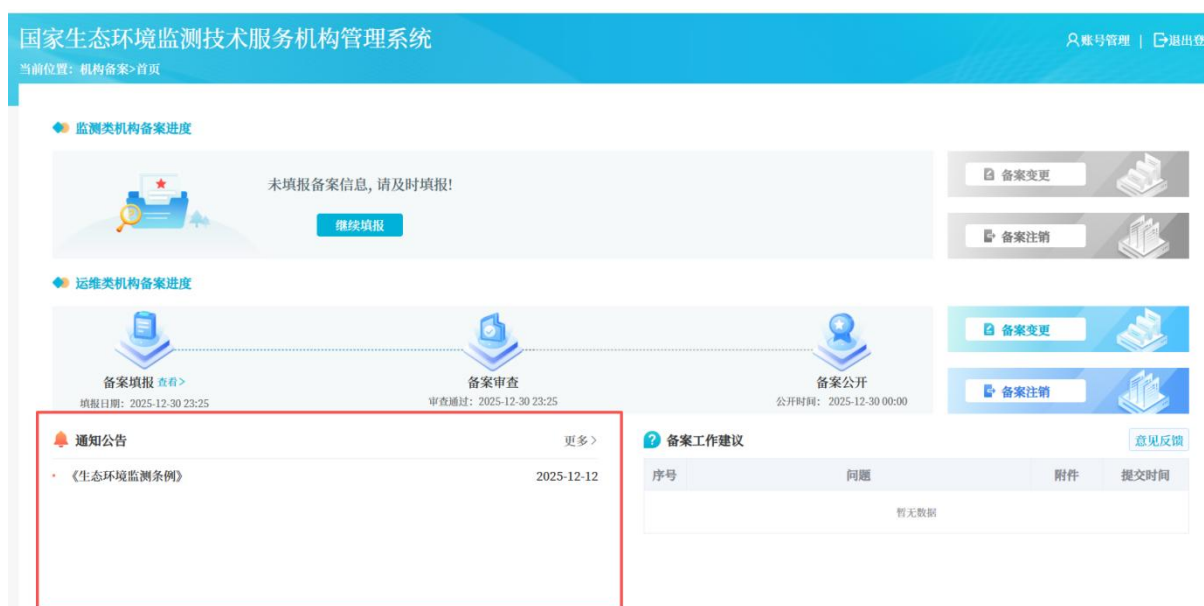 国家生态环境监测技术服务机构管理系统
账号管理 | 退出登
当前位置：机构备案>首页
监测类机构备案进度
未填报备案信息，请及时填报！
继续填报
备案变更
备案注销
运维类机构备案进度
备案填报 查看>
填报日期：2025-12-30 23:25
备案审查
审查通过：2025-12-30 23:25
备案公开
公开时间： 2025-12-30 00:00
备案变更
备案注销
通知公告 更多>
《生态环境监测条例》 2025-12-12
? 备案工作建议 意见反馈
序号 问题 附件 提交时间
暂无数据